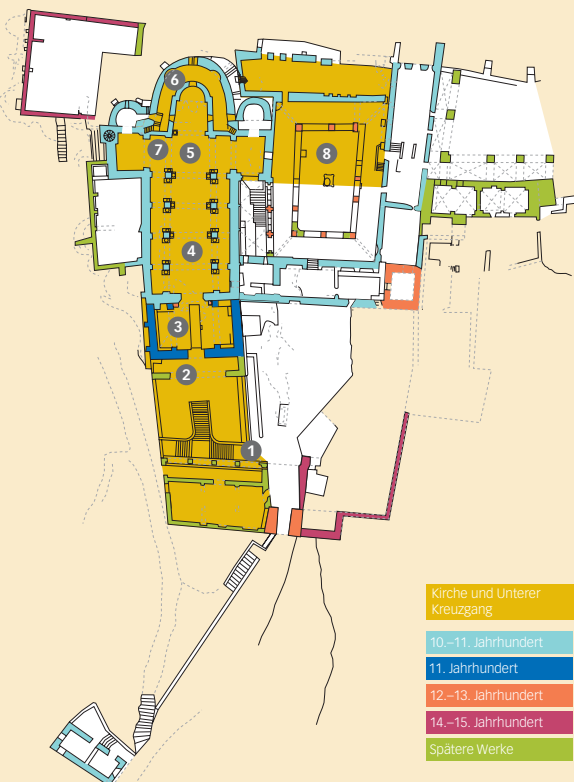 6
7
5
8
4
3
2
1
Kirche und Unterer
Kreuzgang
10.–11. Jahrhundert
11. Jahrhundert
12.–13. Jahrhundert
14.–15. Jahrhundert
Spätere Werke